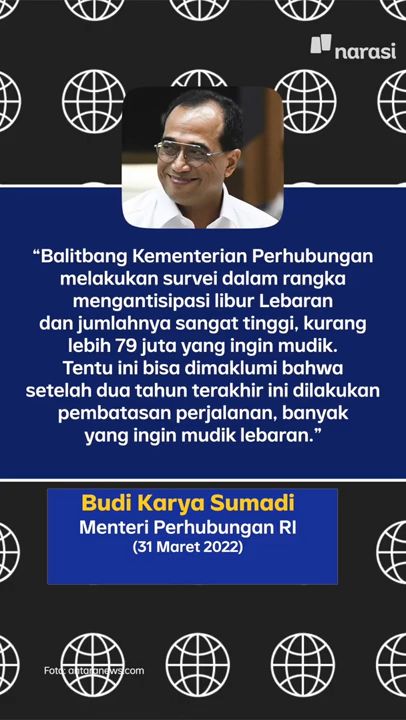 narasi
“Balitbang Kementerian Perhubungan
melakukan survei dalam rangka
mengantisipasi libur Lebaran
dan jumlahnya sangat tinggi, kurang
lebih 79 juta yang ingin mudik.
Tentu ini bisa dimaklumi bahwa
setelah dua tahun terakhir ini dilakukan
pembatasan perjalanan, banyak
yang ingin mudik lebaran.”
Budi Karya Sumadi
Menteri Perhubungan RI
(31 Maret 2022)
Foto: antaranews.com